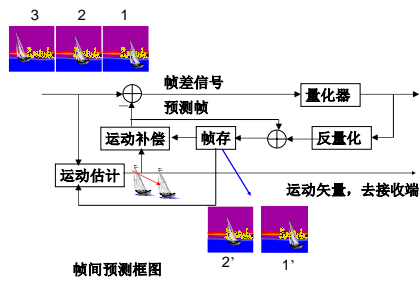 3 2 1
帧差信号
量化器
预测帧
运动补偿
帧存
反量化
运动估计
运动矢量，去接收端
2’ 1’
帧间预测框图